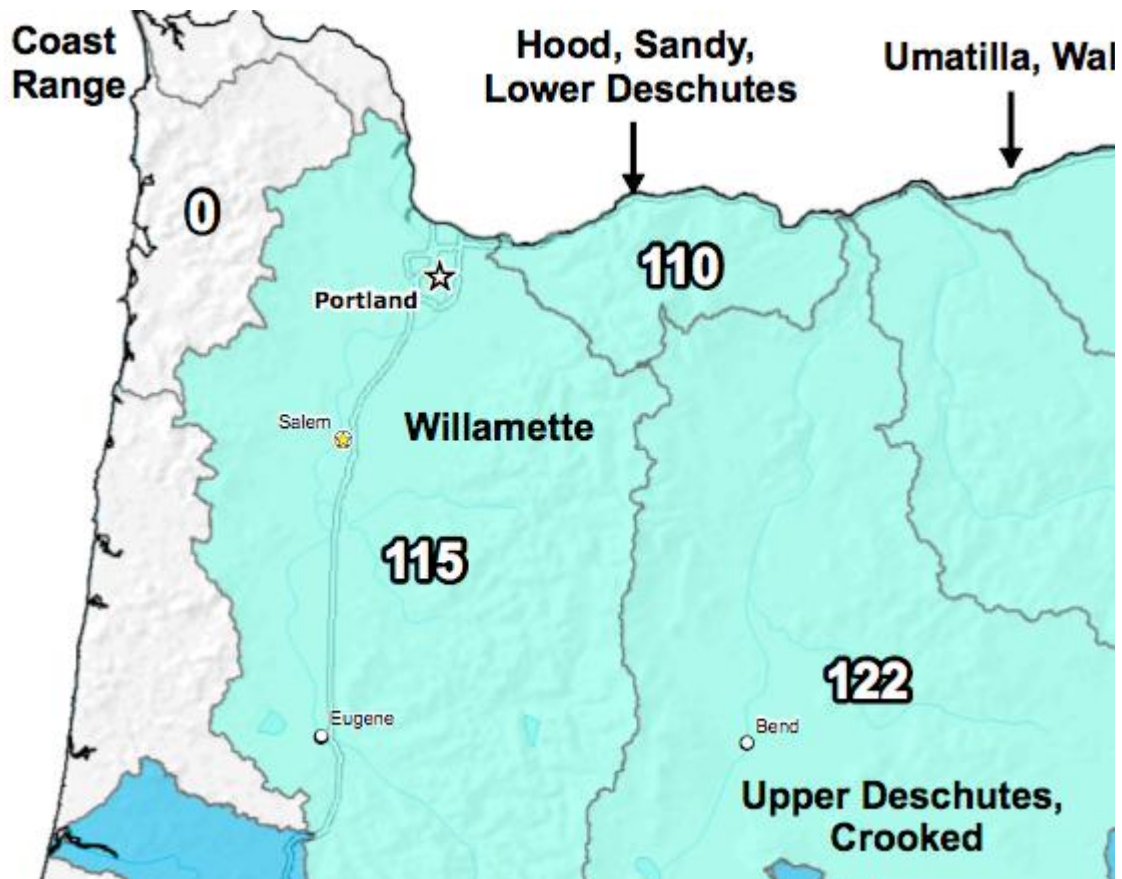 Coast
Range
Hood, Sandy,
Lower Deschutes
Umatilla, Wal
0
110
Portland
Salem
Willamette
115
122
Eugene
Bend
Upper Deschutes,
Crooked